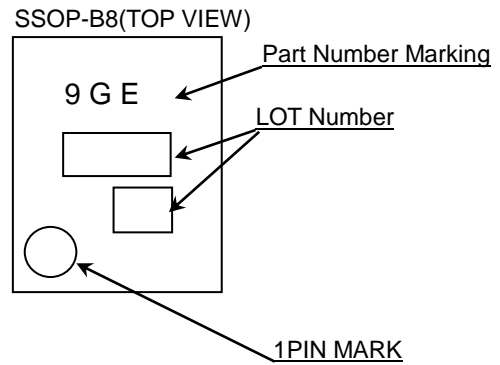 SSOP-B8(TOP VIEW)
Part Number Marking
9 G E
LOT Number
1PIN MARK